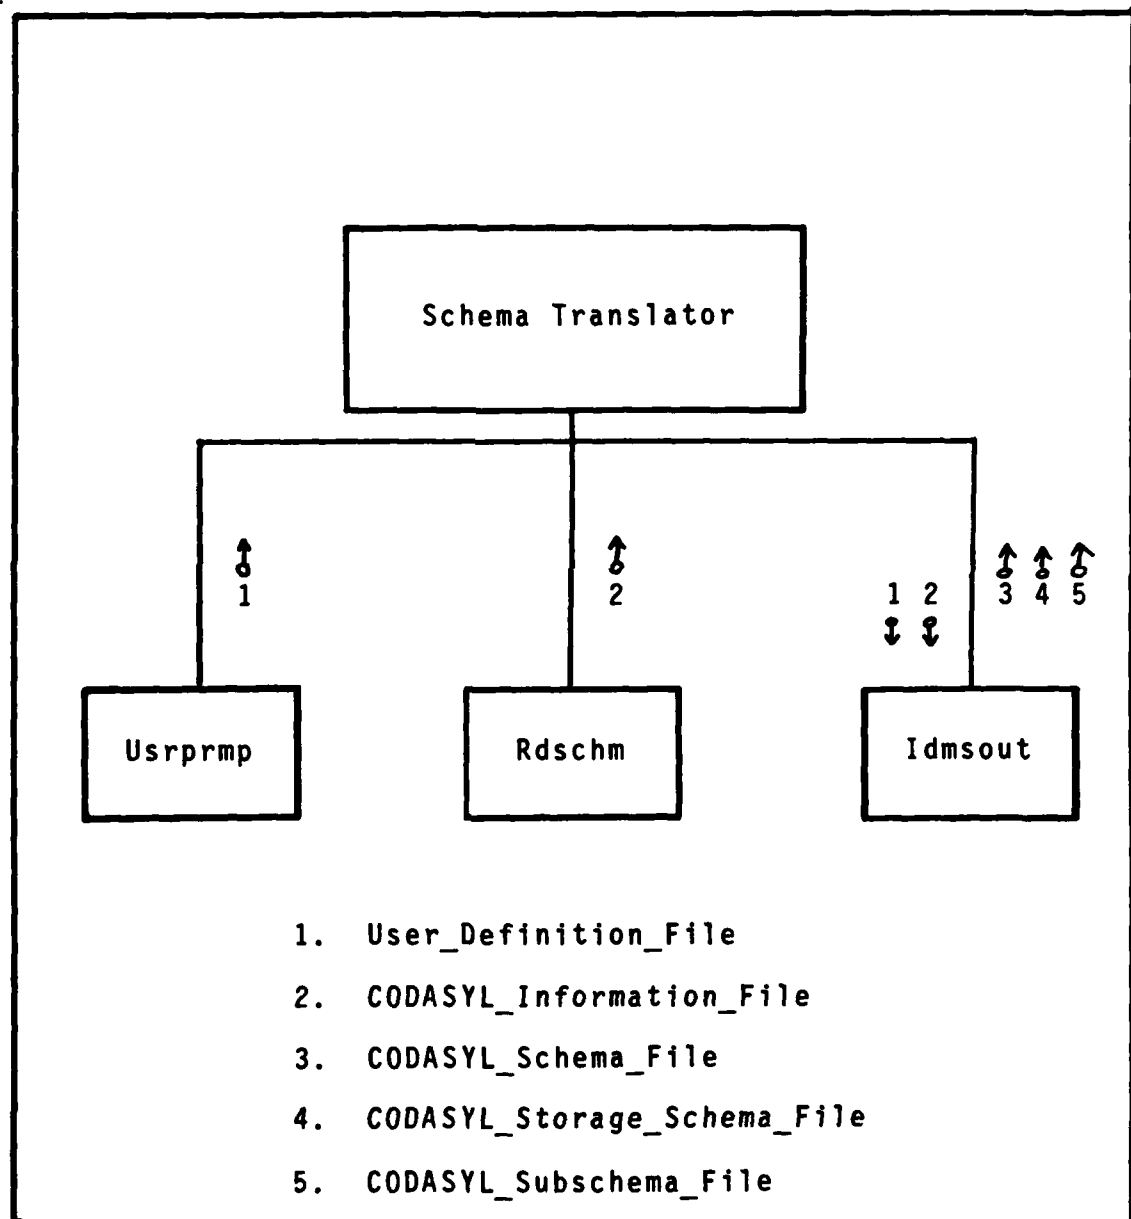 Schema Translator
1
2
1 2
3 4 5
Usrprmp
Rdschm
Idmsout
1. User_Definition_File
2. CODASYL_Information_File
3. CODASYL_Schema_File
4. CODASYL_Storage_Schema_File
5. CODASYL_Subschema_File